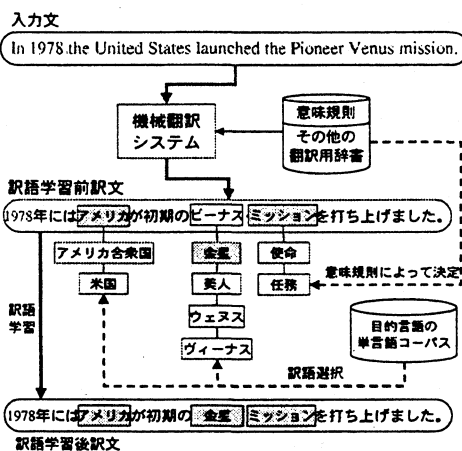 入力文
In 1978 the United States launched the Pioneer Venus mission.
機械翻訳
システム
意味規則
その他の
翻訳用辞書
訳語学習前訳文
1978年にはアメリカが初期のビーナスミッションを打ち上げました。
アメリカ合衆国
金星
使命
米国
美人
任務
意味規則によって決定
ウェヌス
ヴィーナス
訳語
学習
目的言語の
単言語コーパス
訳語選択
1978年にはアメリカが初期の金星ミッションを打ち上げました。
訳語学習後訳文